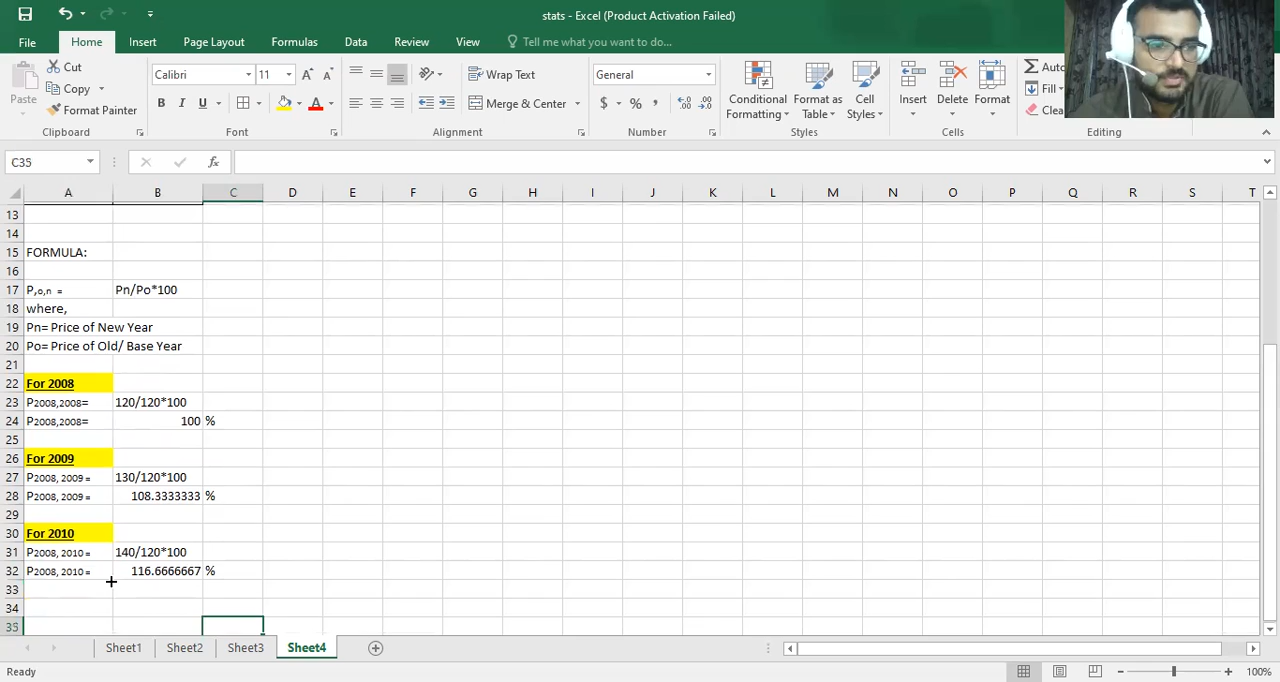 stats - Excel (Product Activation Failed)
File Home Insert Page Layout Formulas Data Review View Tell me what you want to do...
Cut
Copy
Format Painter
Paste
Calibri 11
Wrap Text
Merge & Center
General
Conditional Formatting
Format as Table
Cell Styles
Insert
Delete
Format
Auto
Fill
Clea
Clipboard Font Alignment Number Styles Cells Editing
C35 fx
A B C D E F G H I J K L M N O P Q R S T
13
14
15 FORMULA:
16
17 P,o,n = Pn/Po*100
18 where,
19 Pn= Price of New Year
20 Po= Price of Old/ Base Year
21
22 For 2008
23 P2008,2008= 120/120*100
24 P2008,2008= 100 %
25
26 For 2009
27 P2008, 2009 = 130/120*100
28 P2008, 2009 = 108.3333333 %
29
30 For 2010
31 P2008, 2010 = 140/120*100
32 P2008, 2010 = 116.6666667 %
33
34
35
Sheet1 Sheet2 Sheet3 Sheet4
Ready 100%